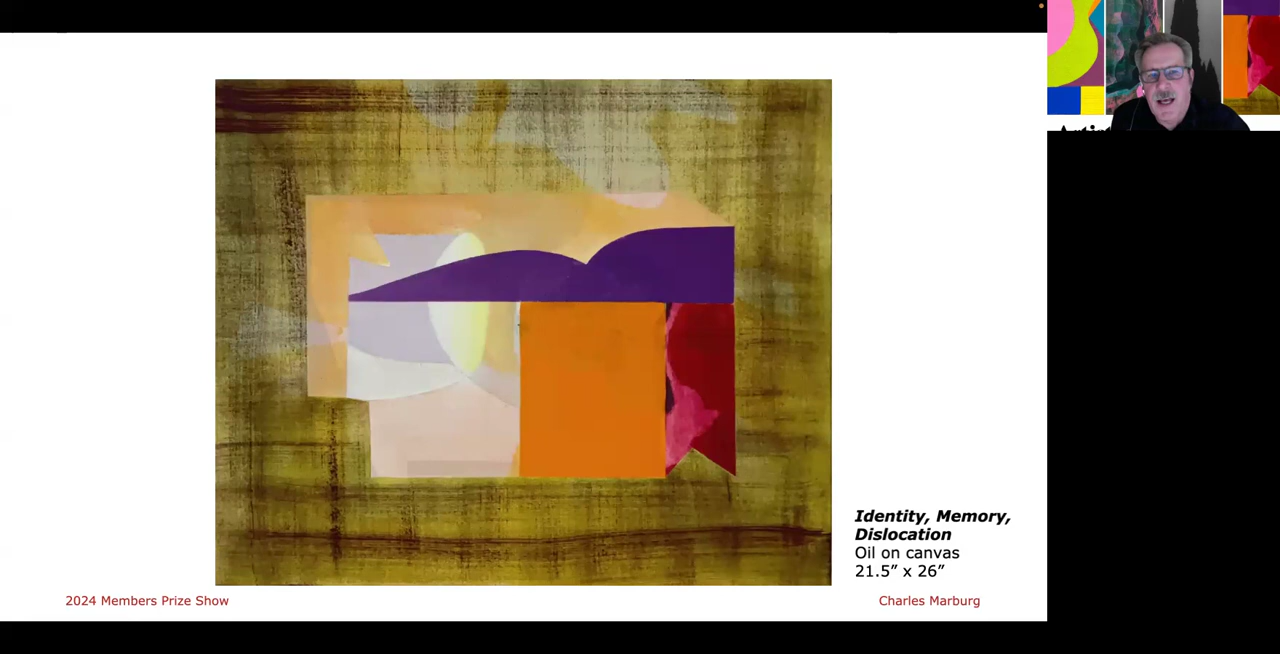 Identity, Memory,
Dislocation
Oil on canvas
21.5” x 26”
2024 Members Prize Show
Charles Marburg